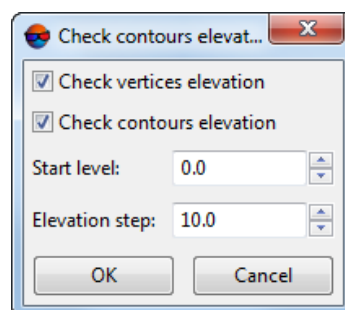 Check contours elevat...
Check vertices elevation
Check contours elevation
Start level: 0.0
Elevation step: 10.0
OK Cancel